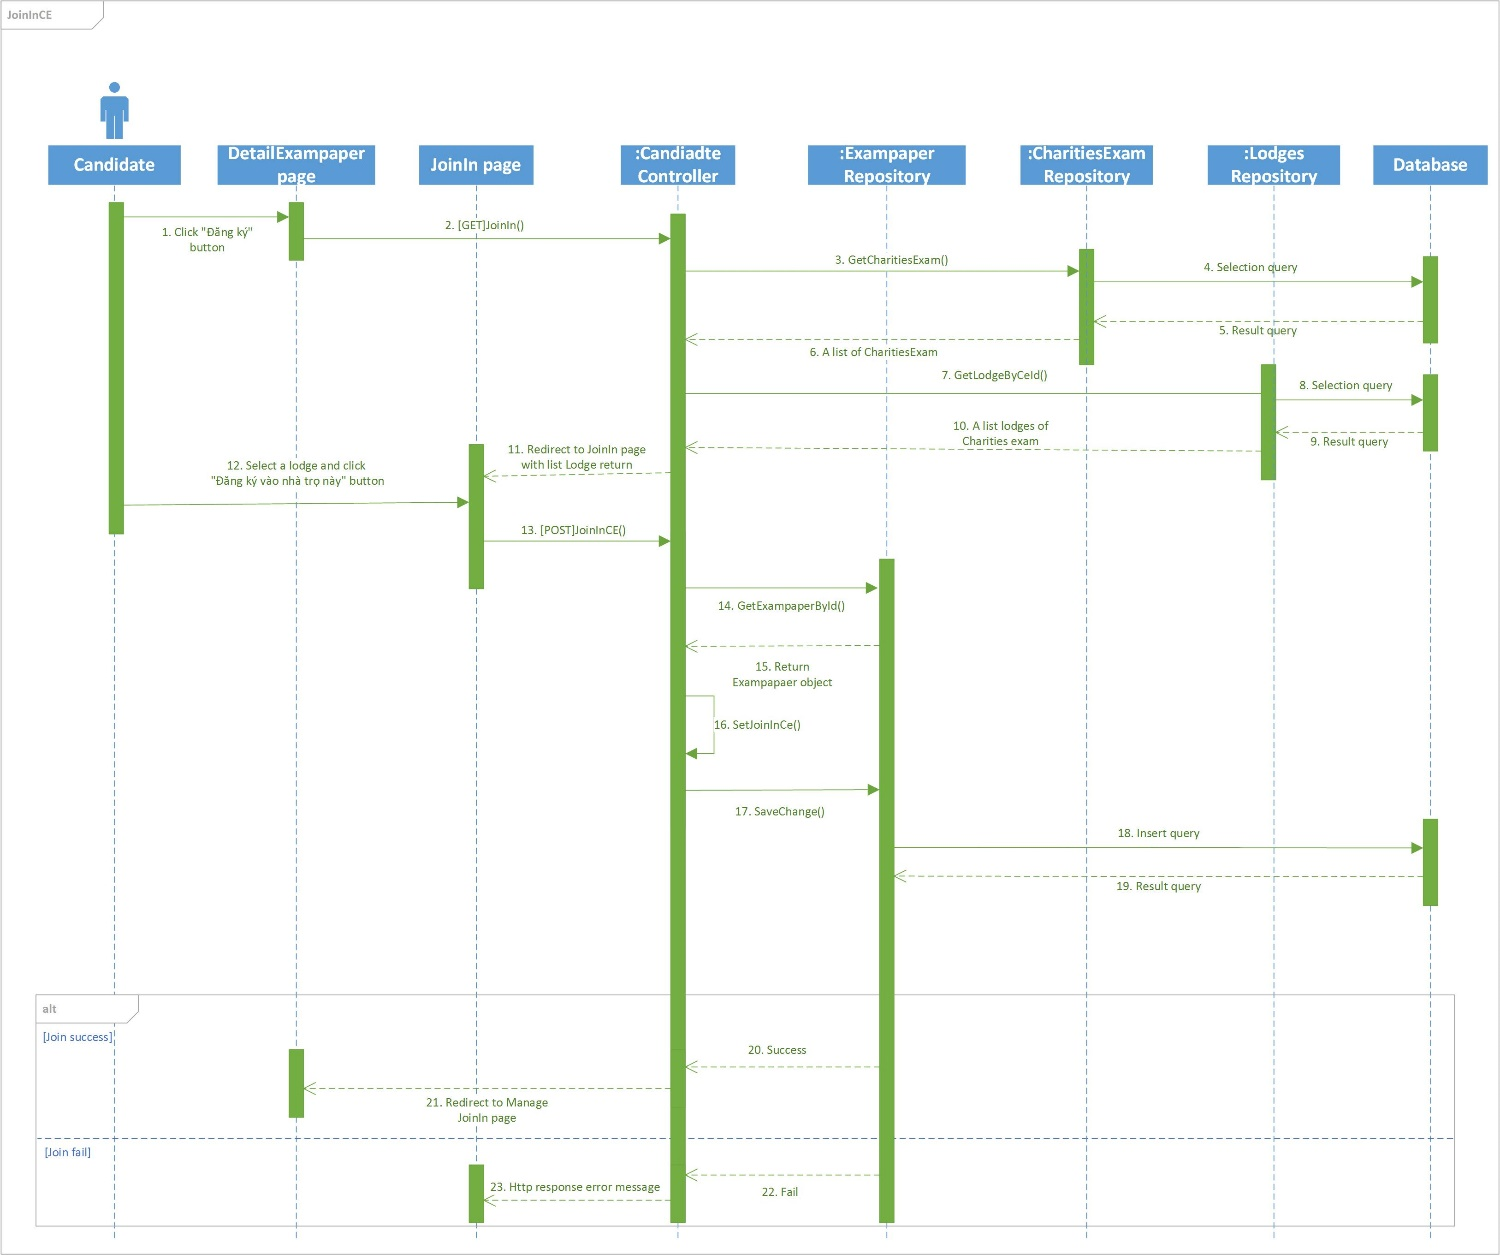 JoinInCE
Candidate
DetailExampaper
page
JoinIn page
:Candiadte
Controller
:Exampaper
Repository
:CharitiesExam
Repository
:Lodges
Repository
Database
1. Click "Đăng ký"
button
2. [GET]JoinIn()
3. GetCharitiesExam()
4. Selection query
5. Result query
6. A list of CharitiesExam
7. GetLodgeByCeId()
8. Selection query
9. Result query
10. A list lodges of
Charities exam
11. Redirect to JoinIn page
with list Lodge return
12. Select a lodge and click
"Đăng ký vào nhà trọ này" button
13. [POST]JoinInCE()
14. GetExampaperById()
15. Return
Exampapaer object
16. SetJoinInCe()
17. SaveChange()
18. Insert query
19. Result query
alt
[Join success]
20. Success
21. Redirect to Manage
JoinIn page
[Join fail]
22. Fail
23. Http response error message